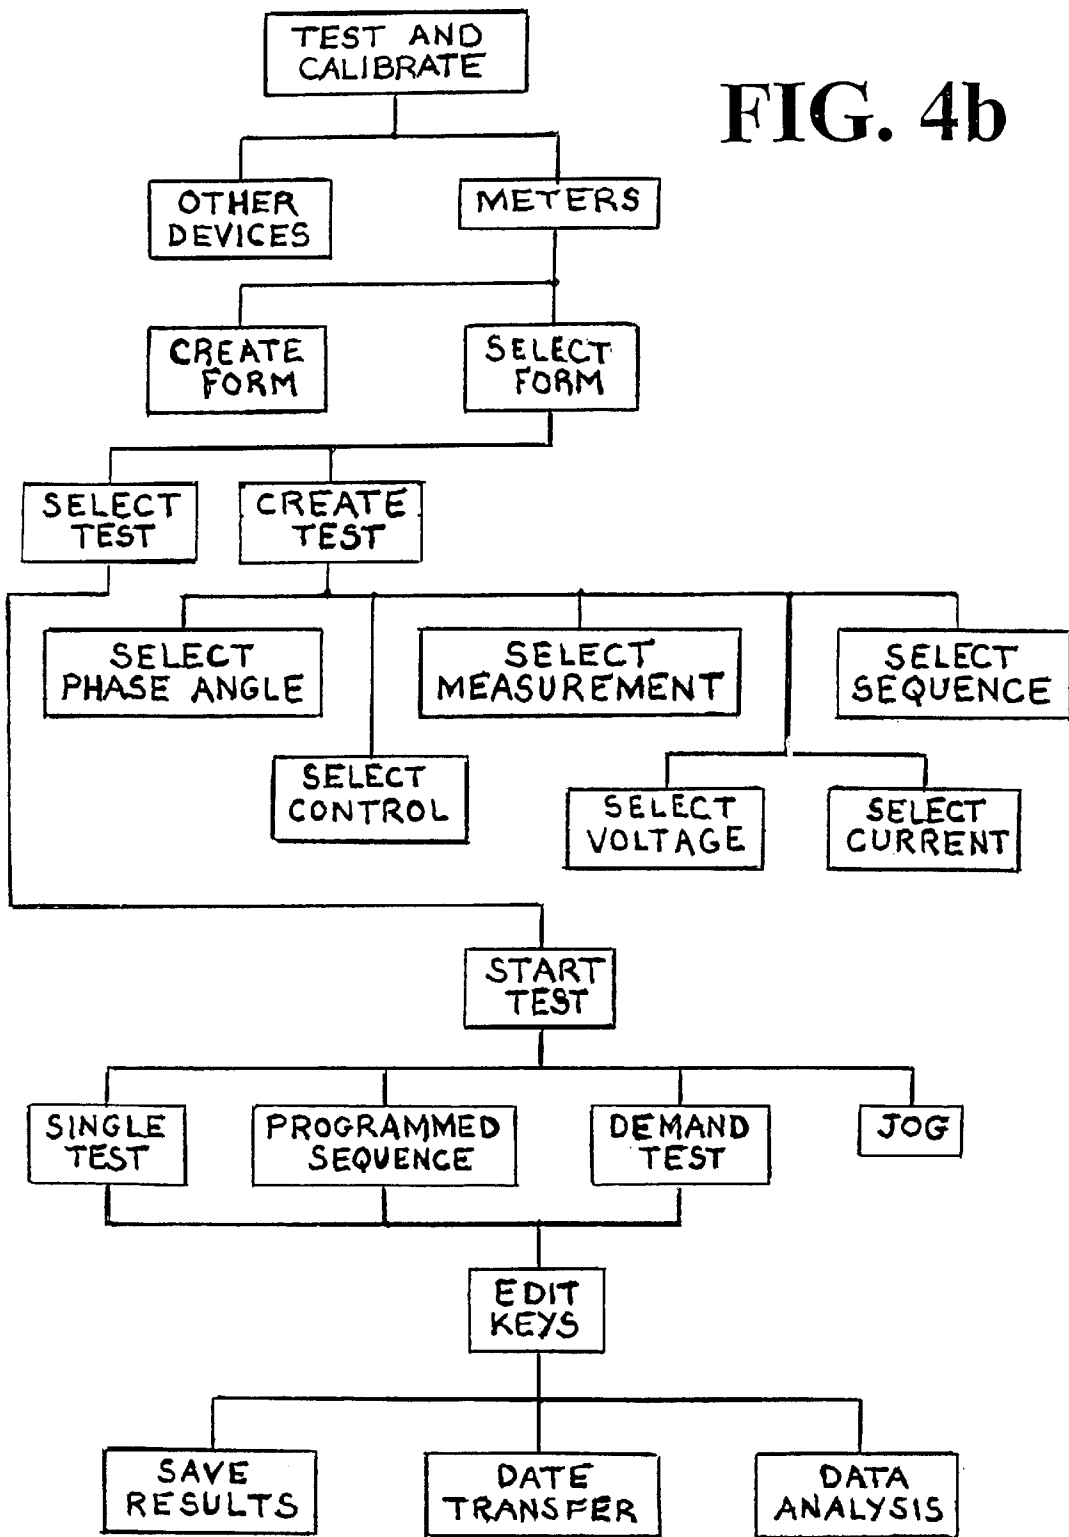 TEST AND
CALIBRATE
FIG. 4b
OTHER
DEVICES
METERS
CREATE
FORM
SELECT
FORM
SELECT
TEST
CREATE
TEST
SELECT
PHASE ANGLE
SELECT
MEASUREMENT
SELECT
SEQUENCE
SELECT
CONTROL
SELECT
VOLTAGE
SELECT
CURRENT
START
TEST
SINGLE
TEST
PROGRAMMED
SEQUENCE
DEMAND
TEST
JOG
EDIT
KEYS
SAVE
RESULTS
DATE
TRANSFER
DATA
ANALYSIS